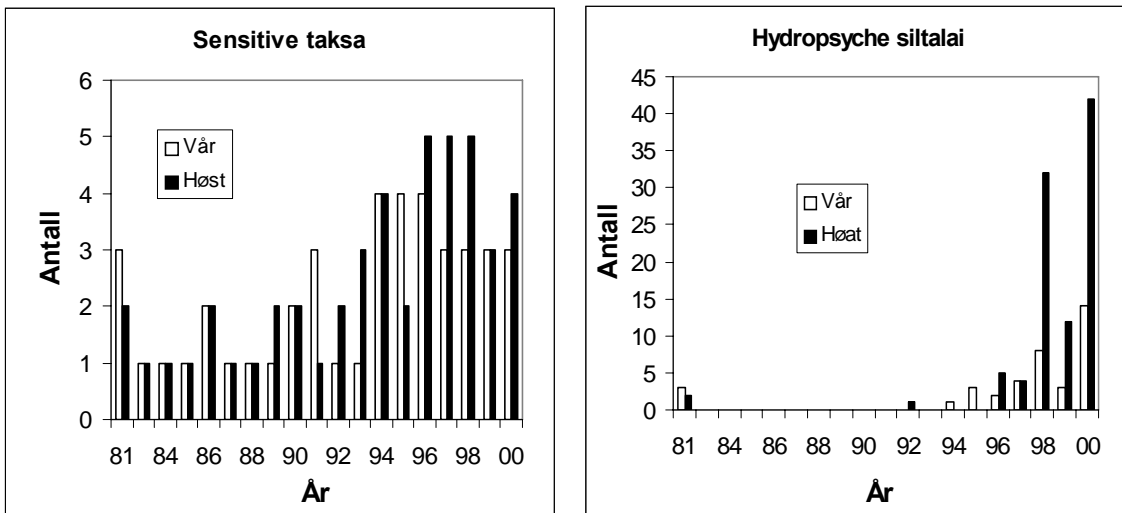 Sensitive taksa
6
5
4
3
2
1
0
Antall
Vår
Høst
81 84 86 88 90 92 94 96 98 00
År
Hydropsyche siltalai
45
40
35
30
25
20
15
10
5
0
Antall
Vår
Høat
81 84 86 88 90 92 94 96 98 00
År